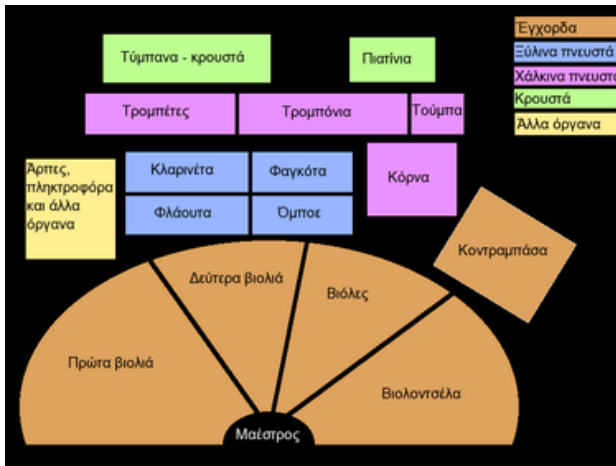 Έγχορδα
Ξύλινα πνευστά
Χάλκινα πνευστά
Κρουστά
Άλλα όργανα
Τύμπανα - κρουστά
Πιατίνια
Τρομπέτες
Τρομπόνια
Τούμπα
Άρπες,
πληκτροφόρα
και άλλα
όργανα
Κλαρινέτα
Φαγκότα
Κόρνα
Φλάουτα
Όμποε
Κοντραμπάσα
Δεύτερα βιολιά
Βιόλες
Πρώτα βιολιά
Βιολοντσέλα
Μαέστρος